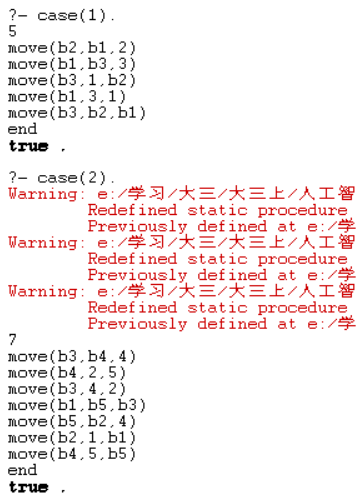 ?- case(1).
5
move(b2,b1,2)
move(b1,b3,3)
move(b3,1,b2)
move(b1,3,1)
move(b3,b2,b1)
end
true .
?- case(2).
Warning: e:/学习/大三/大三上/人工智
Redefined static procedure
Previously defined at e:/学
Warning: e:/学习/大三/大三上/人工智
Redefined static procedure
Previously defined at e:/学
Warning: e:/学习/大三/大三上/人工智
Redefined static procedure
Previously defined at e:/学
7
move(b3,b4,4)
move(b4,2,5)
move(b3,4,2)
move(b1,b5,b3)
move(b5,b2,4)
move(b2,1,b1)
move(b4,5,b5)
end
true .